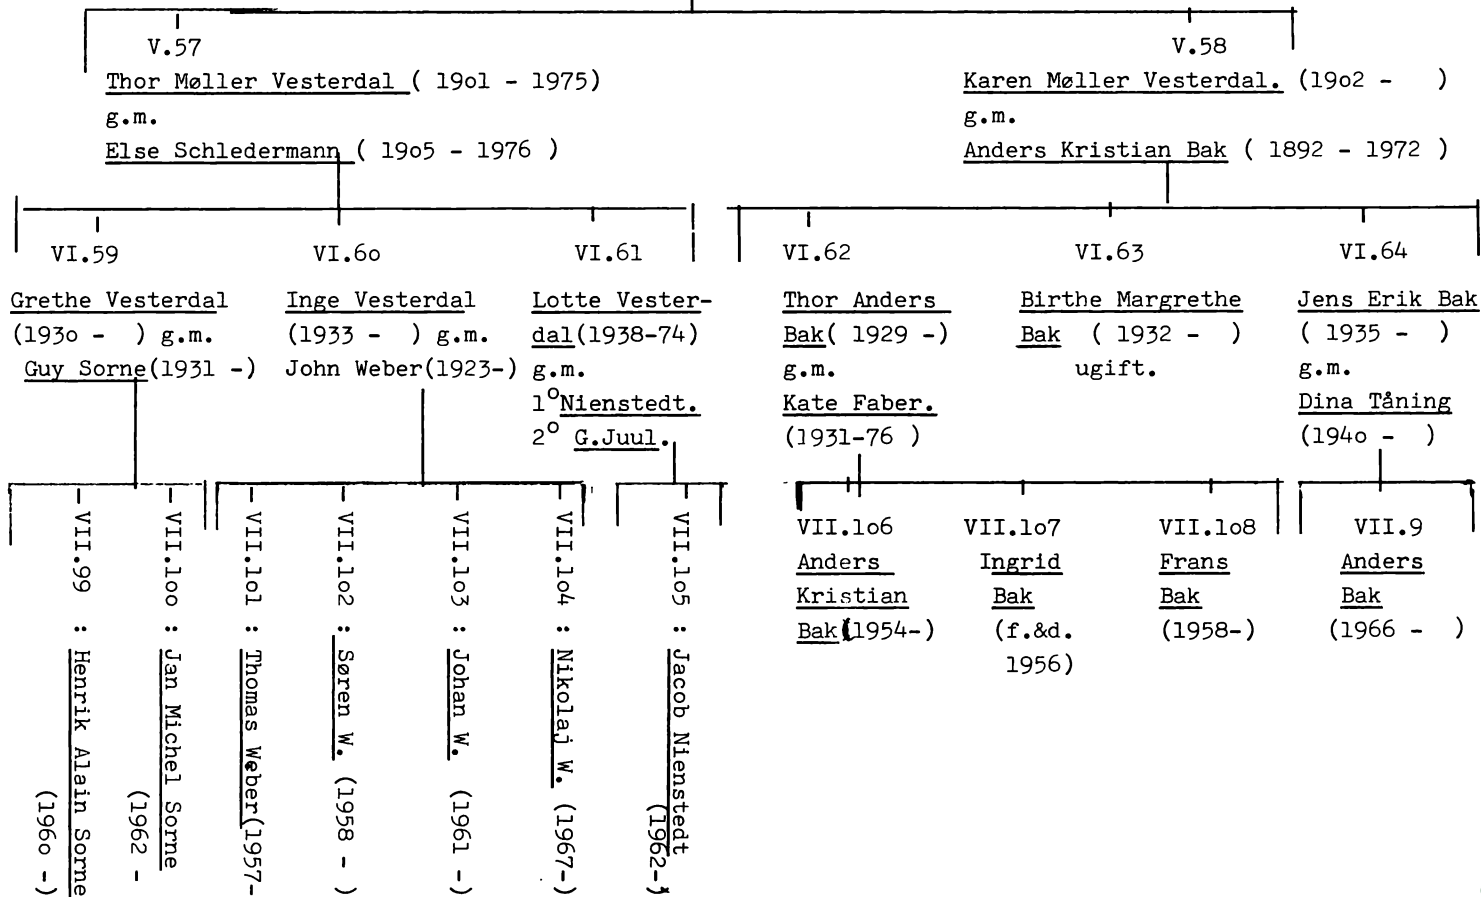 V.57
Thor Møller Vesterdal ( 19o1 - 1975)
g.m.
Else Schledermann ( 19o5 - 1976 )
V.58
Karen Møller Vesterdal. (19o2 -    )
g.m.
Anders Kristian Bak ( 1892 - 1972 )
VI.59
Grethe Vesterdal
(193o -   ) g.m.
Guy Sorne(1931 -)
VI.6o
Inge Vesterdal
(1933 -   ) g.m.
John Weber(1923-)
VI.61
Lotte Vester-
dal(1938-74)
g.m.
1° Nienstedt.
2° G.Juul.
VI.62
Thor Anders
Bak( 1929 -)
g.m.
Kate Faber.
(1931-76 )
VI.63
Birthe Margrethe
Bak  ( 1932 -  )
ugift.
VI.64
Jens Erik Bak
( 1935 -   )
g.m.
Dina Tåning
(194o -   )
VII.99 : Henrik Alain Sorne
(196o -)
VII.1oo : Jan Michel Sorne
(1962 -
VII.1o1 : Thomas Weber(1957-
VII.1o2 : Søren W. (1958 - )
VII.1o3 : Johan W. (1961 -)
VII.1o4 : Nikolaj W. (1967-)
VII.1o5 : Jacob Nienstedt
(1962-)
VII.1o6
Anders
Kristian
Bak(1954-)
VII.1o7
Ingrid
Bak
(f.&d.
1956)
VII.1o8
Frans
Bak
(1958-)
VII.9
Anders
Bak
(1966 -  )